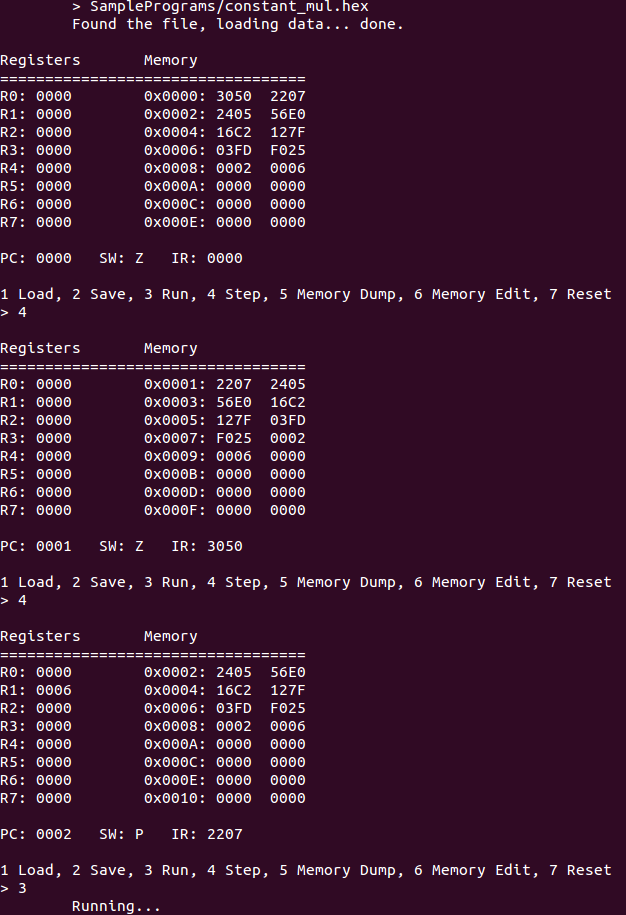 > SamplePrograms/constant_mul.hex
Found the file, loading data... done.
Registers Memory
==================================
R0: 0000 0x0000: 3050 2207
R1: 0000 0x0002: 2405 56E0
R2: 0000 0x0004: 16C2 127F
R3: 0000 0x0006: 03FD F025
R4: 0000 0x0008: 0002 0006
R5: 0000 0x000A: 0000 0000
R6: 0000 0x000C: 0000 0000
R7: 0000 0x000E: 0000 0000
PC: 0000 SW: Z IR: 0000
1 Load, 2 Save, 3 Run, 4 Step, 5 Memory Dump, 6 Memory Edit, 7 Reset
> 4
Registers Memory
==================================
R0: 0000 0x0001: 2207 2405
R1: 0000 0x0003: 56E0 16C2
R2: 0000 0x0005: 127F 03FD
R3: 0000 0x0007: F025 0002
R4: 0000 0x0009: 0006 0000
R5: 0000 0x000B: 0000 0000
R6: 0000 0x000D: 0000 0000
R7: 0000 0x000F: 0000 0000
PC: 0001 SW: Z IR: 3050
1 Load, 2 Save, 3 Run, 4 Step, 5 Memory Dump, 6 Memory Edit, 7 Reset
> 4
Registers Memory
==================================
R0: 0000 0x0002: 2405 56E0
R1: 0006 0x0004: 16C2 127F
R2: 0000 0x0006: 03FD F025
R3: 0000 0x0008: 0002 0006
R4: 0000 0x000A: 0000 0000
R5: 0000 0x000C: 0000 0000
R6: 0000 0x000E: 0000 0000
R7: 0000 0x0010: 0000 0000
PC: 0002 SW: P IR: 2207
1 Load, 2 Save, 3 Run, 4 Step, 5 Memory Dump, 6 Memory Edit, 7 Reset
> 3
Running...